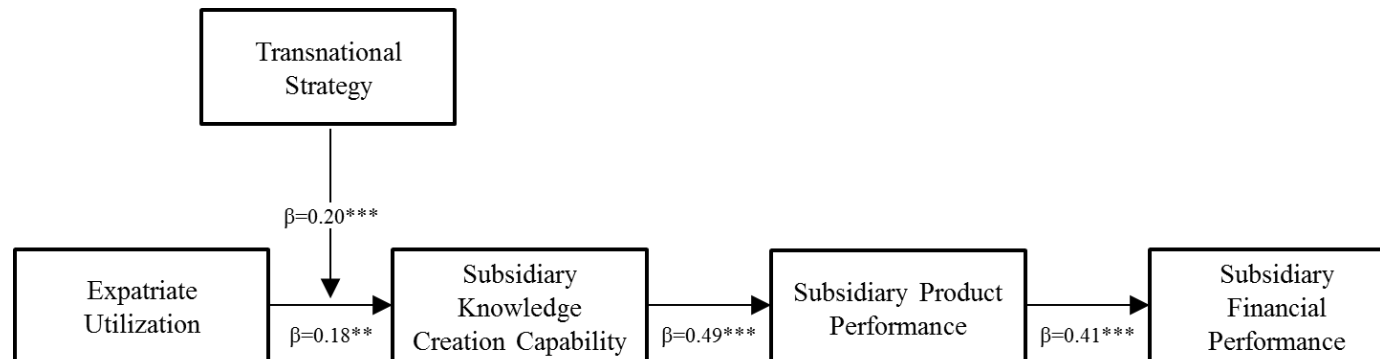 Transnational
Strategy
β=0.20***
Expatriate
Utilization
β=0.18**
Subsidiary
Knowledge
Creation Capability
β=0.49***
Subsidiary Product
Performance
β=0.41***
Subsidiary
Financial
Performance